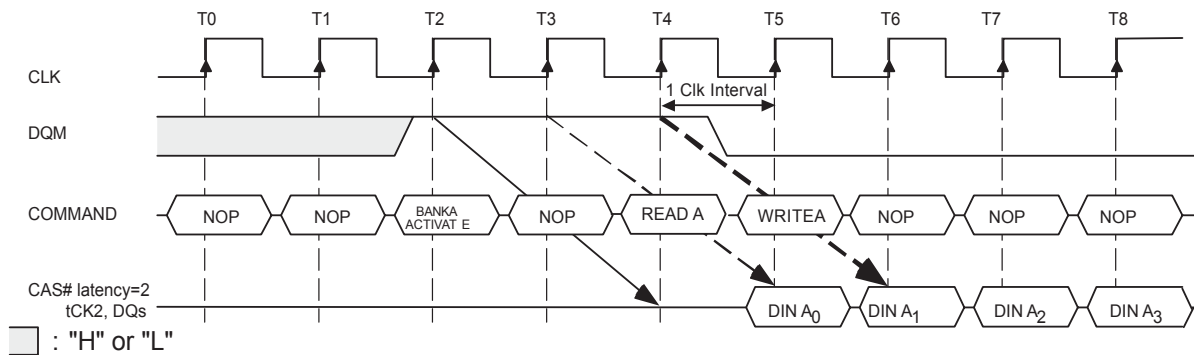 T0 T1 T2 T3 T4 T5 T6 T7 T8
CLK
1 Clk Interval
DQM
COMMAND NOP NOP BANKA ACTIVAT E NOP READ A WRITEA NOP NOP NOP
CAS# latency=2
tCK2, DQs DIN A0 DIN A1 DIN A2 DIN A3
: "H" or "L"